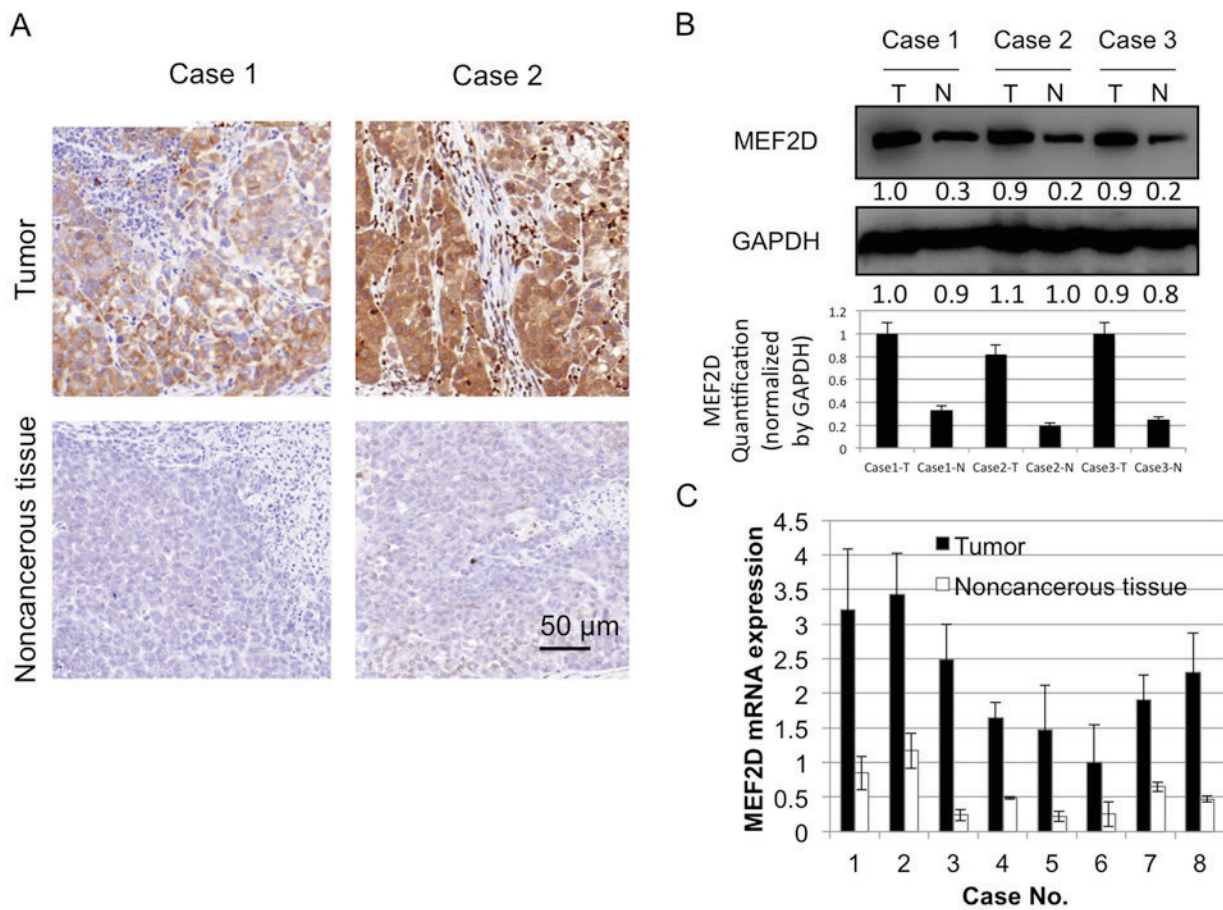 A
Case 1 Case 2
Tumor
Noncancerous tissue
50 µm
B
Case 1 Case 2 Case 3
T N T N T N
MEF2D
1.0 0.3 0.9 0.2 0.9 0.2
GAPDH
1.0 0.9 1.1 1.0 0.9 0.8
MEF2D
Quantification
(normalized
by GAPDH)
1.2
1
0.8
0.6
0.4
0.2
0
Case1-T Case1-N Case2-T Case2-N Case3-T Case3-N
C
MEF2D mRNA expression
4.5
4
3.5
3
2.5
2
1.5
1
0.5
0
Tumor
Noncancerous tissue
1 2 3 4 5 6 7 8
Case No.